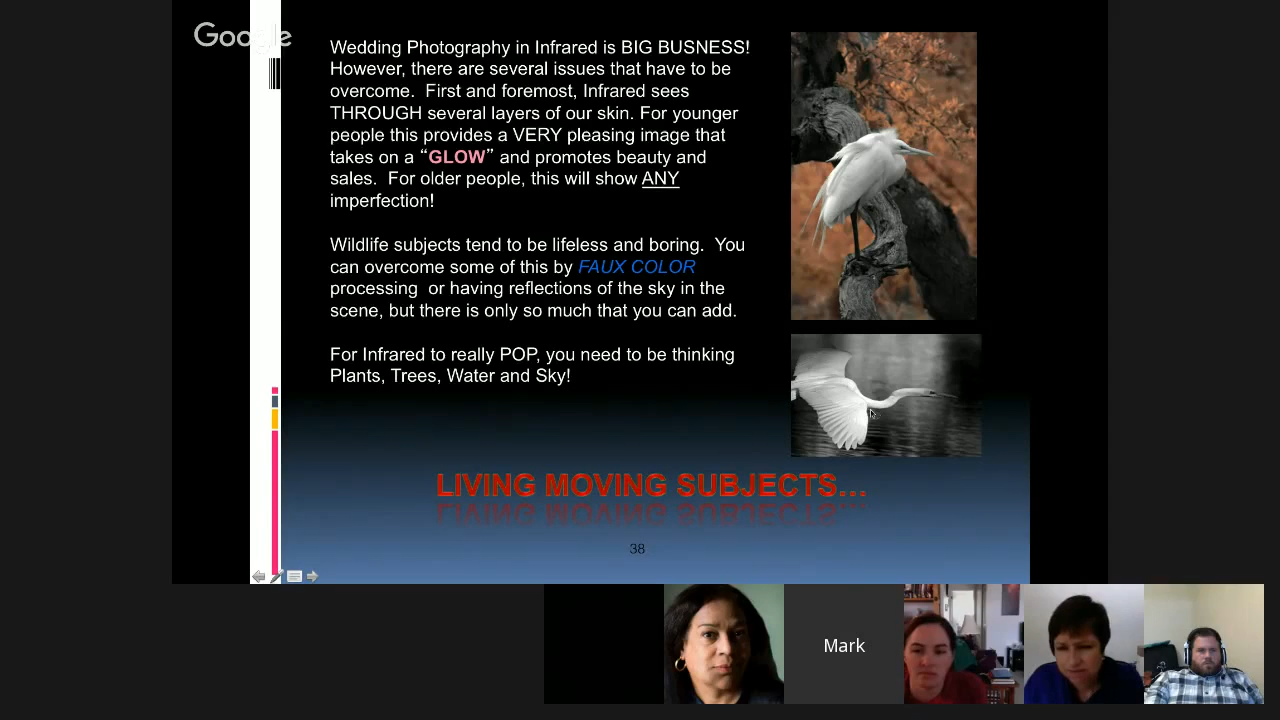 Google
Wedding Photography in Infrared is BIG BUSNESS!
However, there are several issues that have to be
overcome.  First and foremost, Infrared sees
THROUGH several layers of our skin. For younger
people this provides a VERY pleasing image that
takes on a “GLOW” and promotes beauty and
sales.  For older people, this will show ANY
imperfection!
Wildlife subjects tend to be lifeless and boring.  You
can overcome some of this by FAUX COLOR
processing  or having reflections of the sky in the
scene, but there is only so much that you can add.
For Infrared to really POP, you need to be thinking
Plants, Trees, Water and Sky!
LIVING MOVING SUBJECTS...
38
Mark